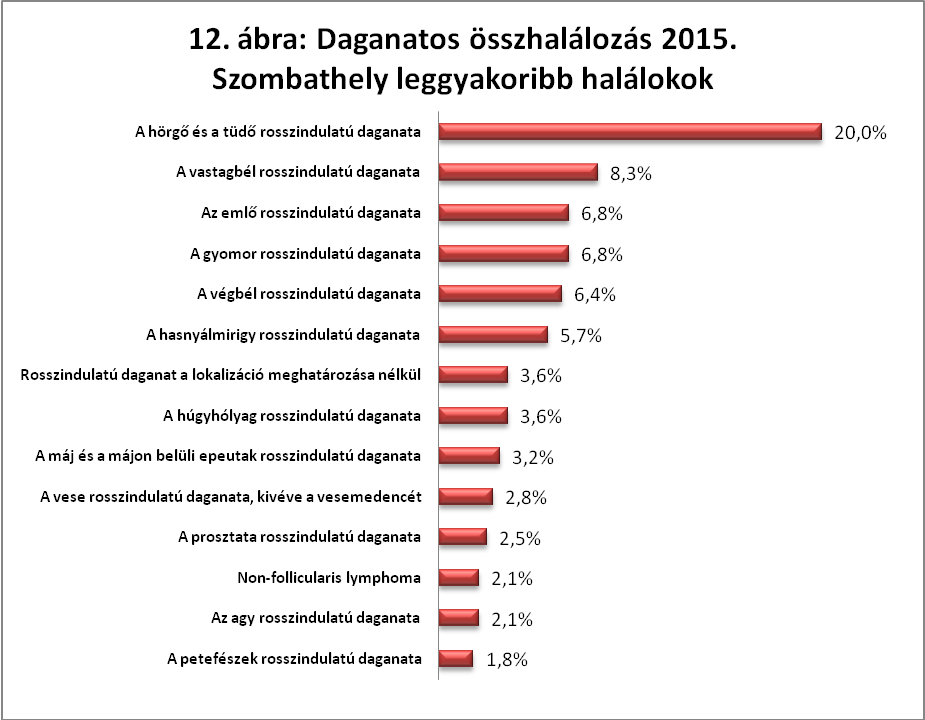 12. ábra: Daganatos összhalálozás 2015.
Szombathely leggyakoribb halálokok
A hörgő és a tüdő rosszindulatú daganata 20,0%
A vastagbél rosszindulatú daganata 8,3%
Az emlő rosszindulatú daganata 6,8%
A gyomor rosszindulatú daganata 6,8%
A végbél rosszindulatú daganata 6,4%
A hasnyálmirigy rosszindulatú daganata 5,7%
Rosszindulatú daganat a lokalizáció meghatározása nélkül 3,6%
A húgyhólyag rosszindulatú daganata 3,6%
A máj és a májon belüli epeutak rosszindulatú daganata 3,2%
A vese rosszindulatú daganata, kivéve a vesemedencét 2,8%
A prosztata rosszindulatú daganata 2,5%
Non-follicularis lymphoma 2,1%
Az agy rosszindulatú daganata 2,1%
A petefészek rosszindulatú daganata 1,8%